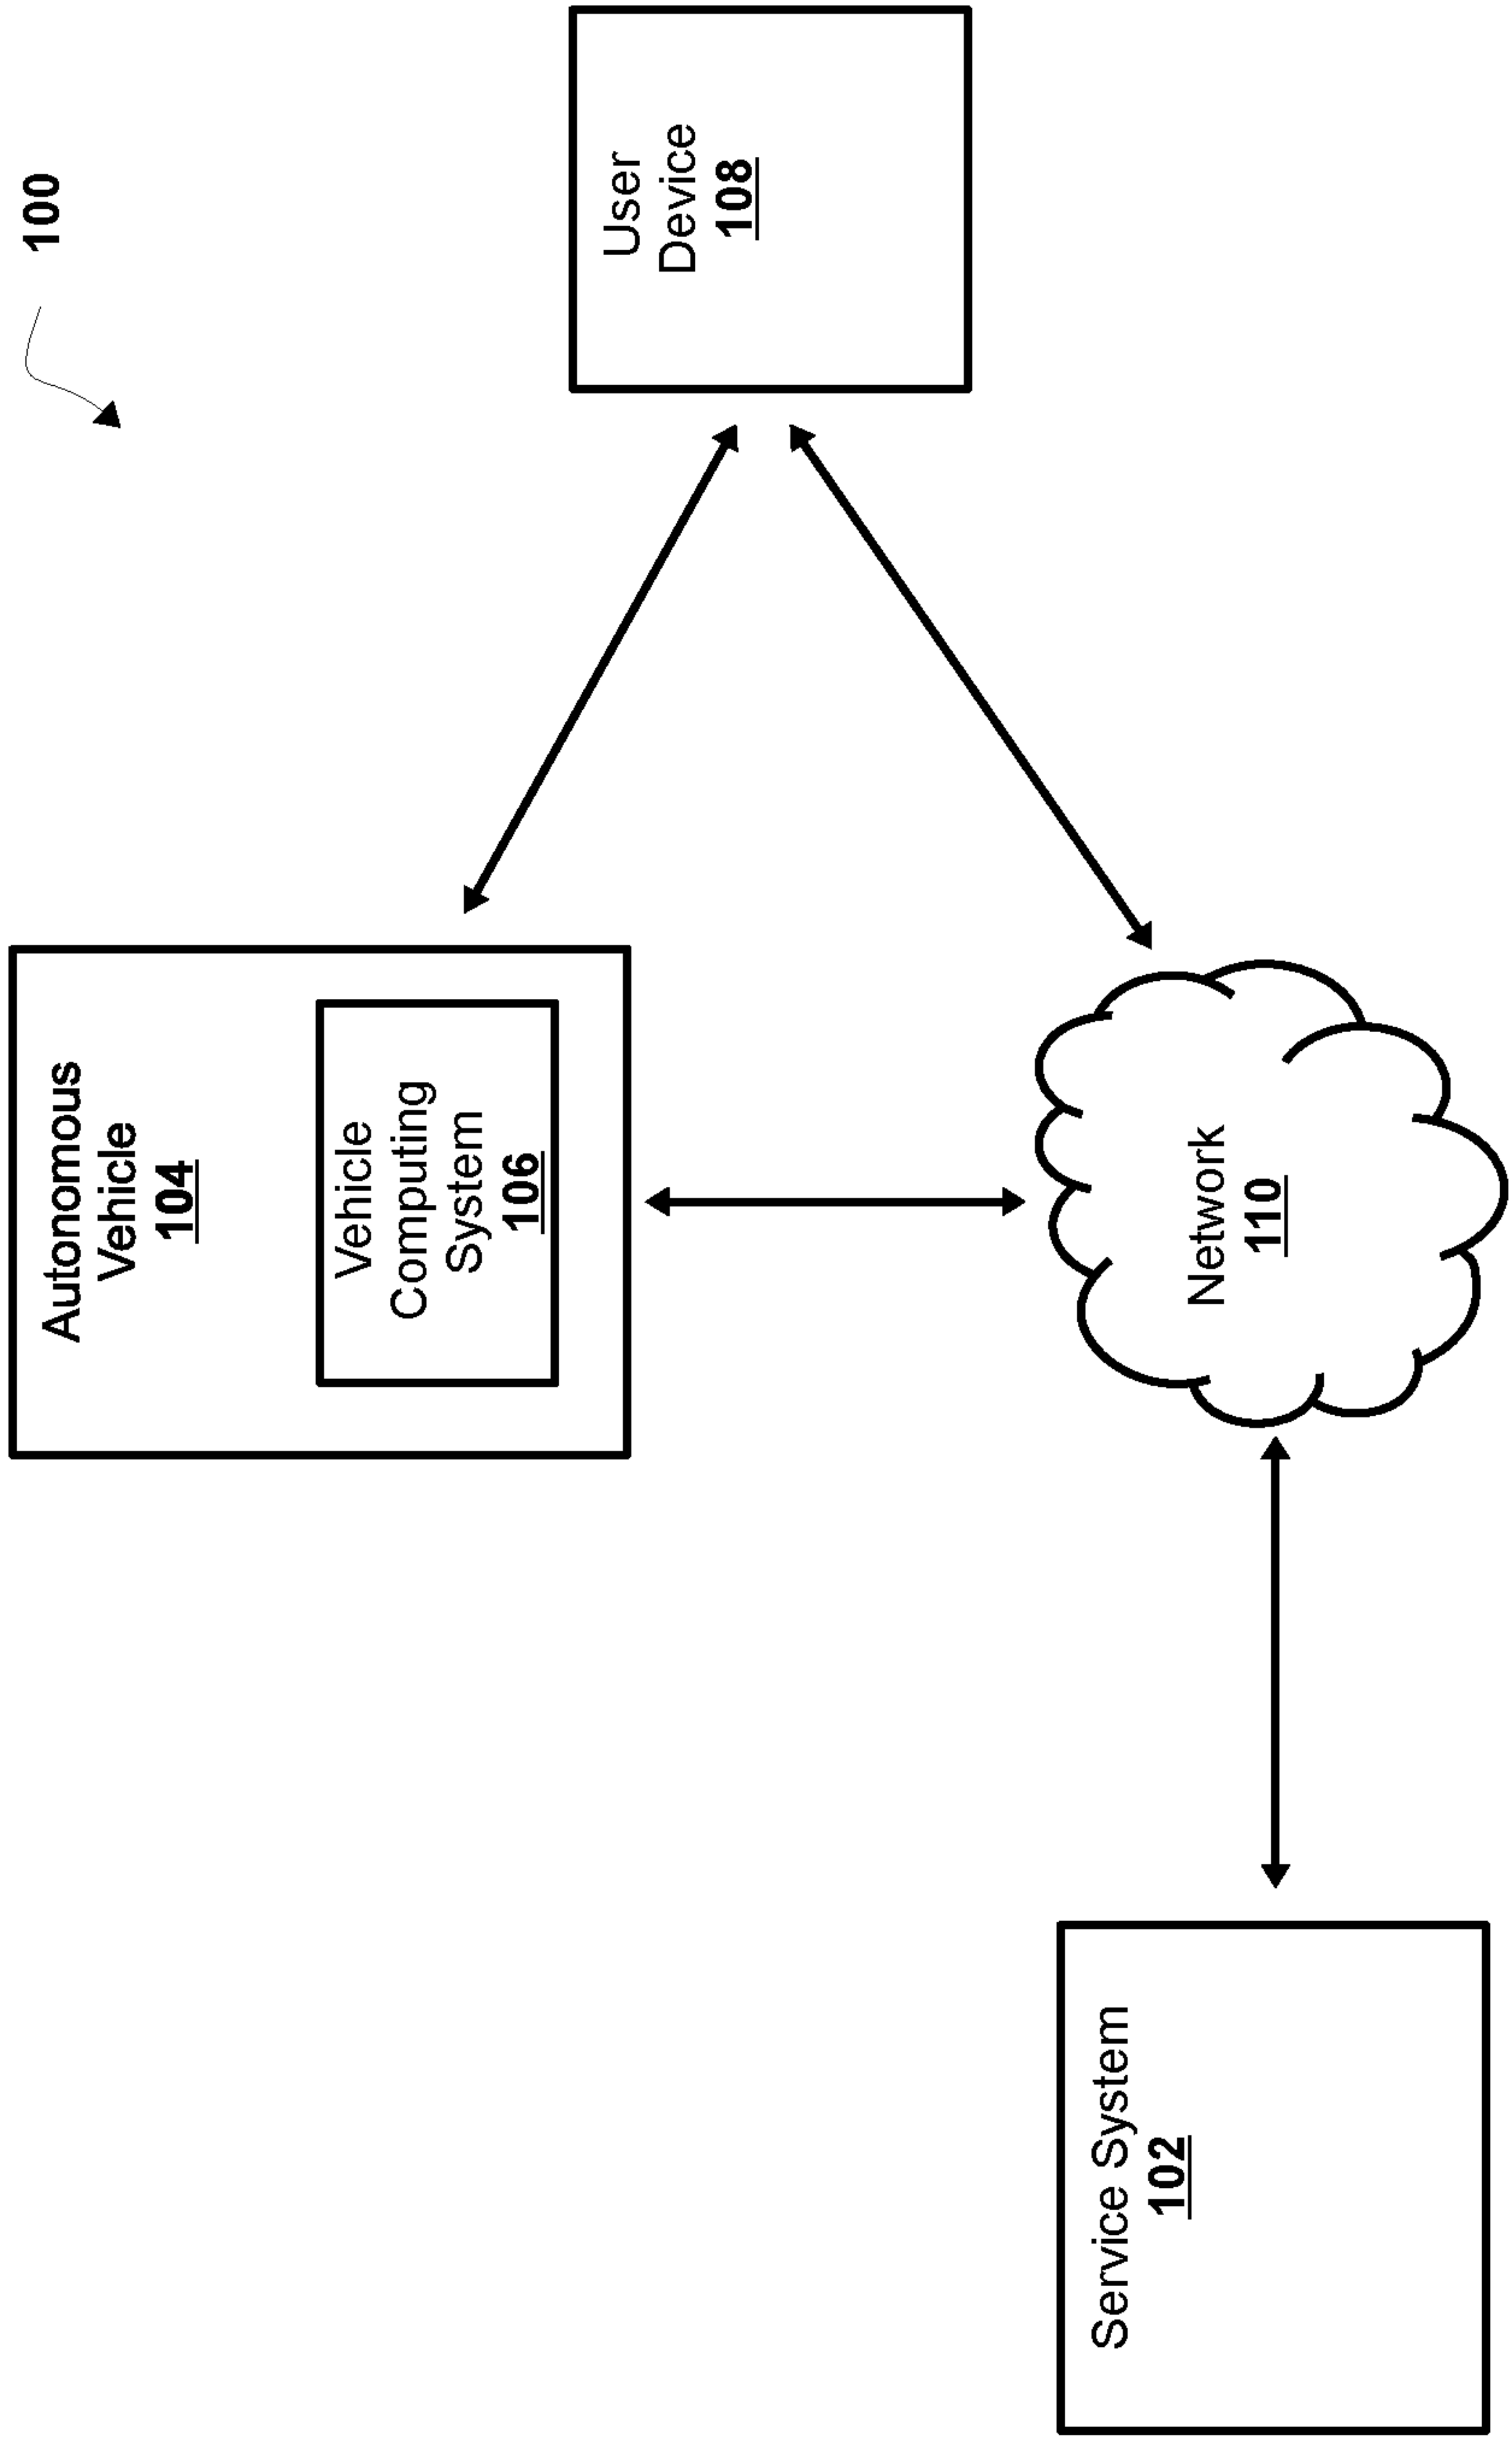 100
Autonomous
Vehicle
104
Vehicle
Computing
System
106
User
Device
108
Network
110
Service System
102